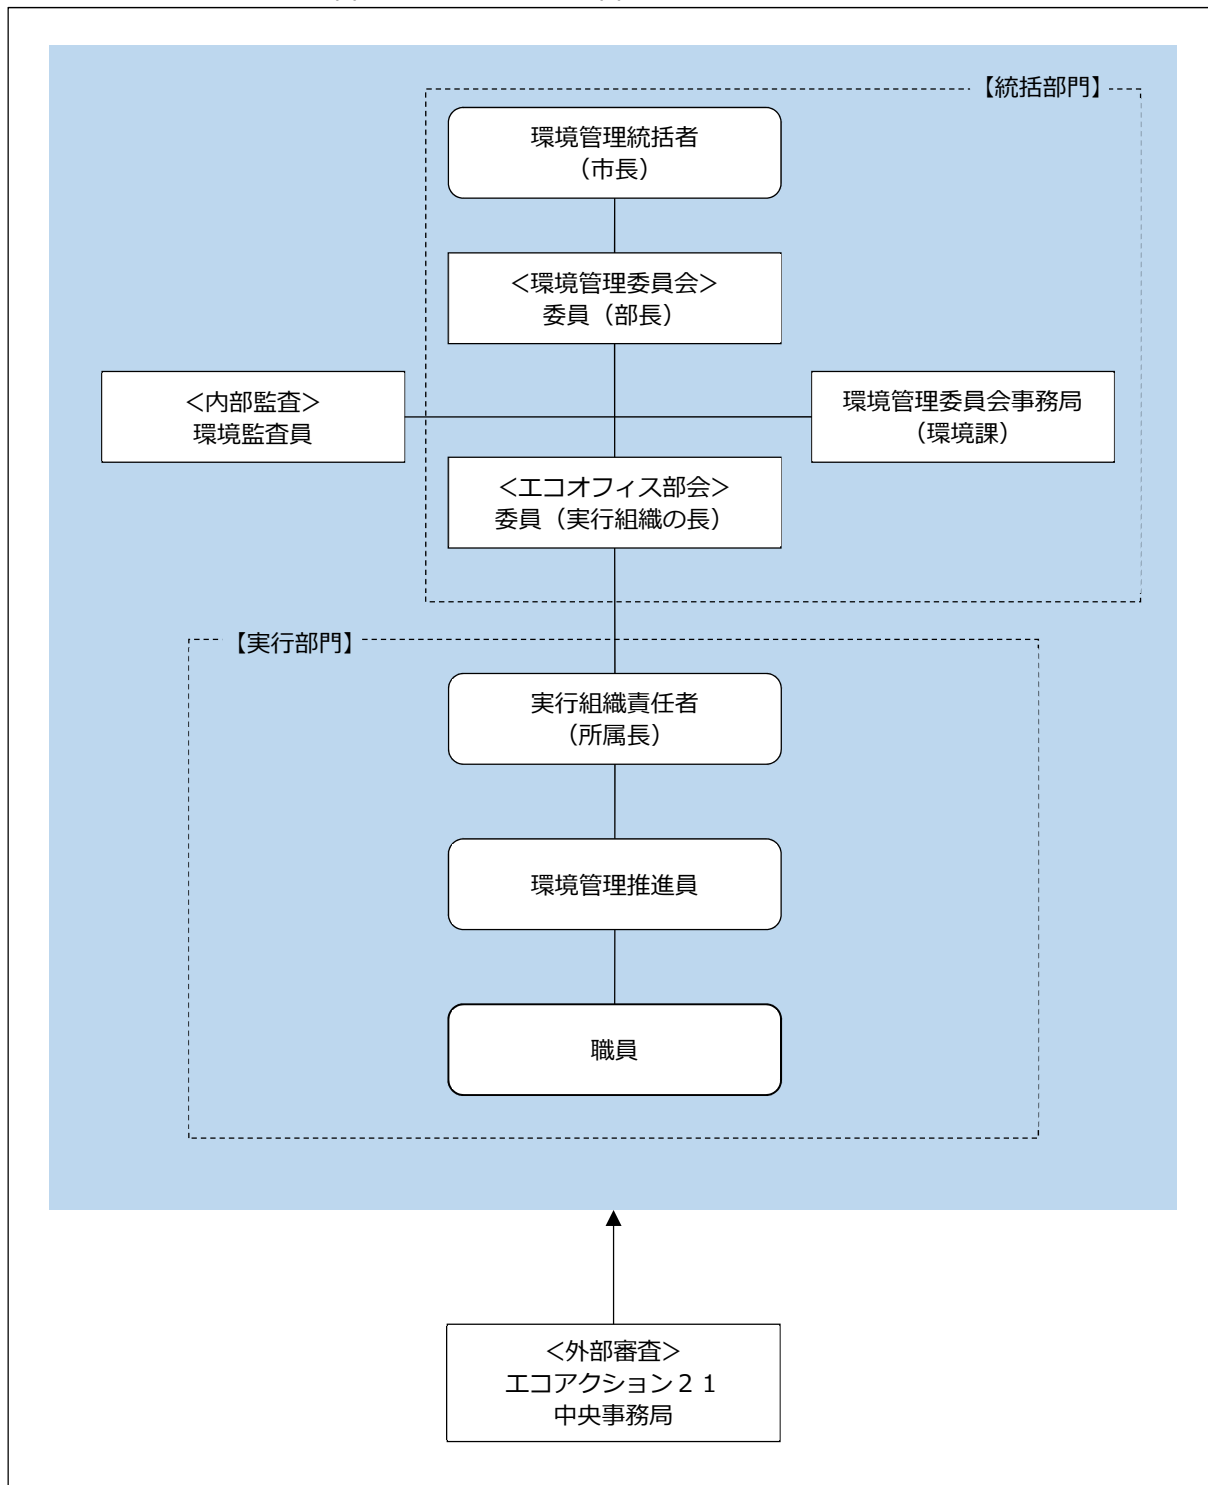 【統括部門】
環境管理統括者
（市長）
＜環境管理委員会＞
委員（部長）
＜内部監査＞
環境監査員
環境管理委員会事務局
（環境課）
＜エコオフィス部会＞
委員（実行組織の長）
【実行部門】
実行組織責任者
（所属長）
環境管理推進員
職員
＜外部審査＞
エコアクション２１
中央事務局